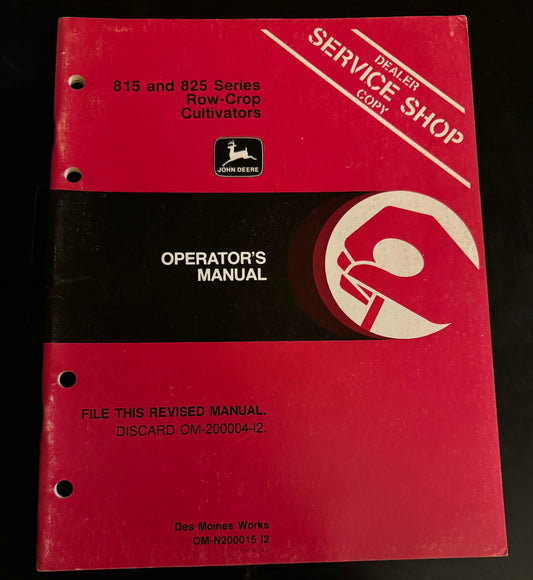 DEALER
SERVICE SHOP
COPY
815 and 825 Series
Row-Crop
Cultivators
JOHN DEERE
OPERATOR'S
MANUAL
FILE THIS REVISED MANUAL.
DISCARD OM-200004-I2.
Des Moines Works
OM-N200015 I2